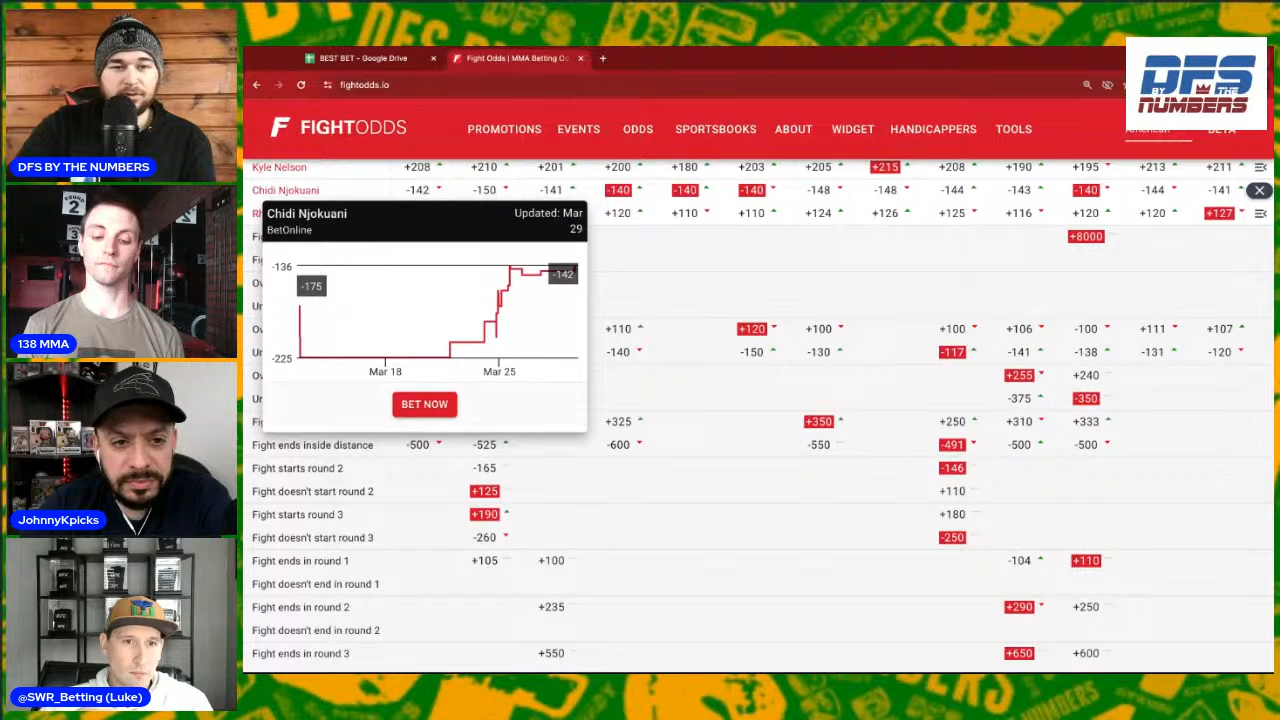 DFS BY THE NUMBERS
138 MMA
JohnnyKpicks
@SWR_Betting (Luke)
BEST BET - Google Drive
Fight Odds | MMA Betting Oc
fightodds.io
DFS
BY THE
NUMBERS
FIGHTODDS
PROMOTIONS EVENTS ODDS SPORTSBOOKS ABOUT WIDGET HANDICAPPERS TOOLS
Kyle Nelson +208 +210 +201 +200 +180 +203 +205 +215 +208 +190 +195 +213 +211
Chidi Njokuani -142 -150 -141 -140 -140 -140 -148 -148 -144 -143 -140 -144 -141
+120 +110 +110 +124 +126 +125 +116 +120 +120 +127
+8000
Chidi Njokuani
BetOnline
Updated: Mar
29
-136
-175
-142
-225
Mar 18 Mar 25
BET NOW
+110 +120 +100 +100 +106 -100 +111 +107
-140 -150 -130 -117 -141 -138 -131 -120
+255 +240
-375 -350
+325 +350 +250 +310 +333
Fight ends inside distance -500 -525 -600 -550 -491 -500 -500
Fight starts round 2 -165 -146
Fight doesn't start round 2 +125 +110
Fight starts round 3 +190 +180
Fight doesn't start round 3 -260 -250
Fight ends in round 1 +105 +100 -104 +110
Fight doesn't end in round 1
Fight ends in round 2 +235 +290 +250
Fight doesn't end in round 2
Fight ends in round 3 +550 +650 +600